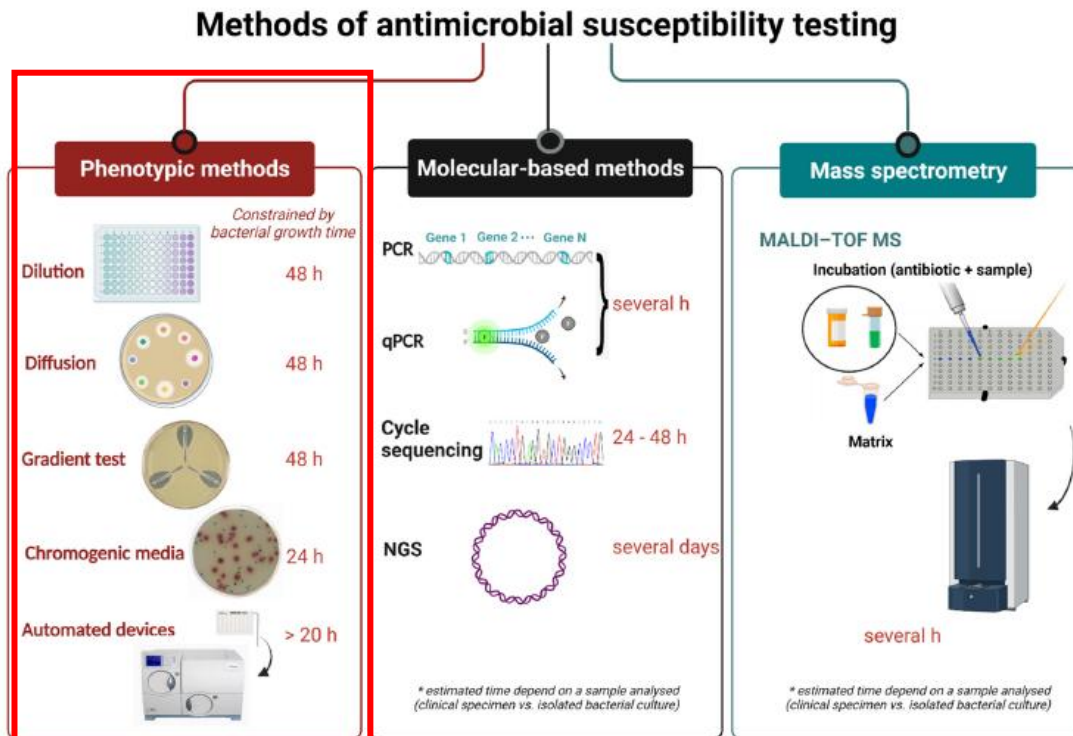 Methods of antimicrobial susceptibility testing
Phenotypic methods
Constrained by
bacterial growth time
Dilution
48 h
Diffusion
48 h
Gradient test
48 h
Chromogenic media
24 h
Automated devices
> 20 h
Molecular-based methods
PCR
Gene 1 Gene 2 ··· Gene N
several h
qPCR
Cycle
sequencing
24 - 48 h
NGS
several days
* estimated time depend on a sample analysed
(clinical specimen vs. isolated bacterial culture)
Mass spectrometry
MALDI–TOF MS
Incubation (antibiotic + sample)
Matrix
several h
* estimated time depend on a sample analysed
(clinical specimen vs. isolated bacterial culture)